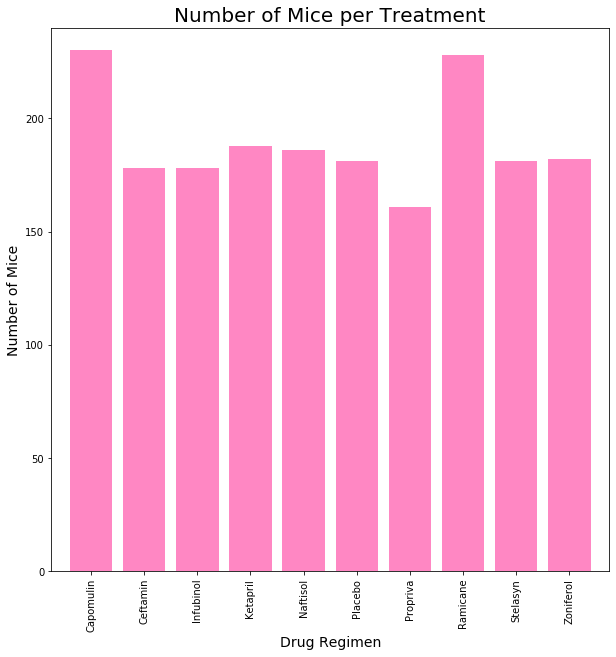 Number of Mice per Treatment
Number of Mice
200
150
100
50
0
Capomulin
Ceftamin
Infubinol
Ketapril
Naftisol
Placebo
Propriva
Ramicane
Stelasyn
Zoniferol
Drug Regimen